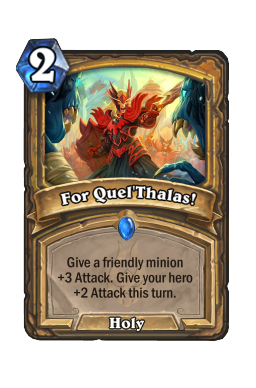 2
For Quel'Thalas!
Give a friendly minion
+3 Attack. Give your hero
+2 Attack this turn.
Holy